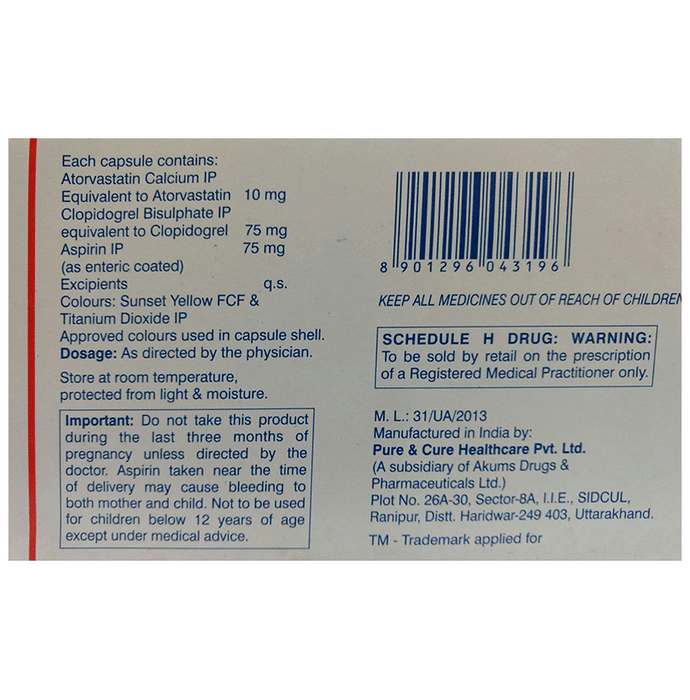 Each capsule contains:
Atorvastatin Calcium IP
Equivalent to Atorvastatin 10 mg
Clopidogrel Bisulphate IP
equivalent to Clopidogrel 75 mg
Aspirin IP 75 mg
(as enteric coated)
Excipients q.s.
Colours: Sunset Yellow FCF &
Titanium Dioxide IP
Approved colours used in capsule shell.
Dosage: As directed by the physician.
Store at room temperature,
protected from light & moisture.
Important: Do not take this product
during the last three months of
pregnancy unless directed by the
doctor. Aspirin taken near the time
of delivery may cause bleeding to
both mother and child. Not to be used
for children below 12 years of age
except under medical advice.
8 901296 043196
KEEP ALL MEDICINES OUT OF REACH OF CHILDREN
SCHEDULE H DRUG: WARNING:
To be sold by retail on the prescription
of a Registered Medical Practitioner only.
M. L.: 31/UA/2013
Manufactured in India by:
Pure & Cure Healthcare Pvt. Ltd.
(A subsidiary of Akums Drugs &
Pharmaceuticals Ltd.)
Plot No. 26A-30, Sector-8A, I.I.E., SIDCUL,
Ranipur, Distt. Haridwar-249 403, Uttarakhand.
TM - Trademark applied for